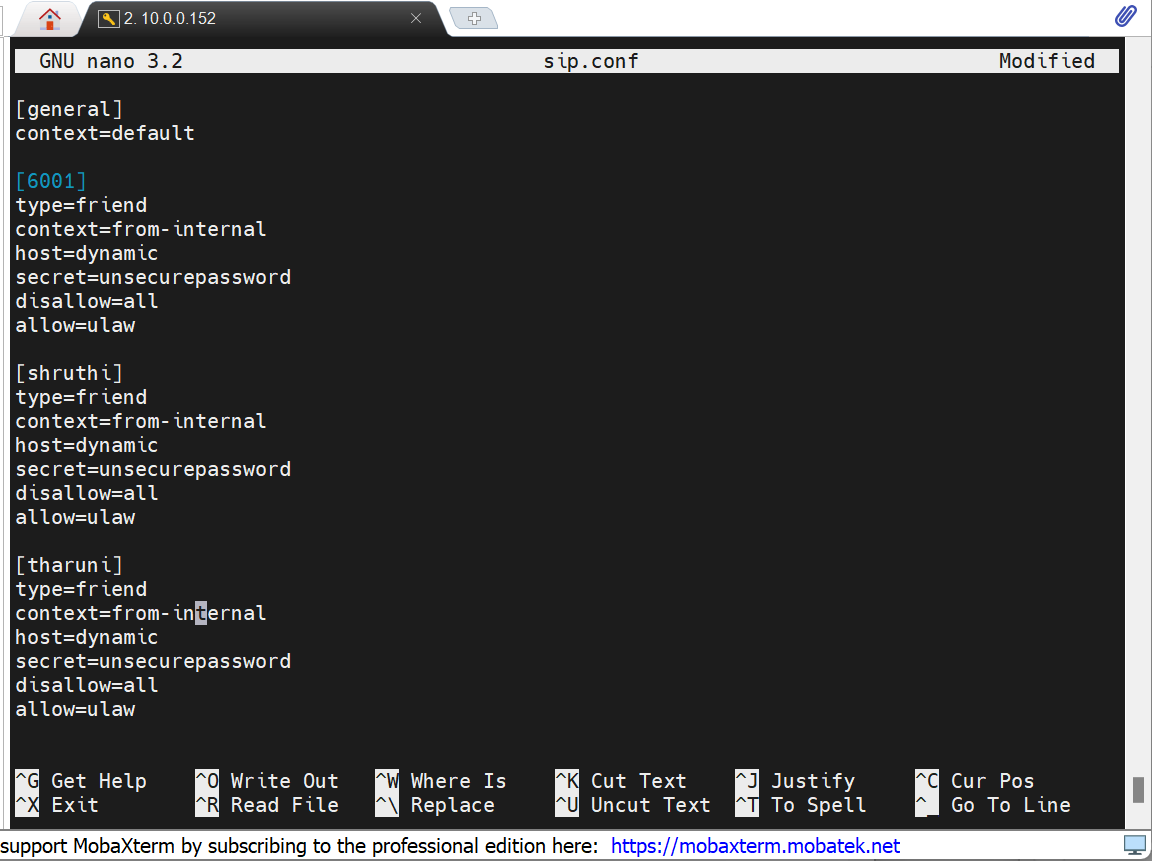 2. 10.0.0.152
GNU nano 3.2 sip.conf Modified
[general]
context=default
[6001]
type=friend
context=from-internal
host=dynamic
secret=unsecurepassword
disallow=all
allow=ulaw
[shruthi]
type=friend
context=from-internal
host=dynamic
secret=unsecurepassword
disallow=all
allow=ulaw
[tharuni]
type=friend
context=from-internal
host=dynamic
secret=unsecurepassword
disallow=all
allow=ulaw
^G Get Help ^O Write Out ^W Where Is ^K Cut Text ^J Justify ^C Cur Pos
^X Exit ^R Read File ^\ Replace ^U Uncut Text ^T To Spell ^_ Go To Line
support MobaXterm by subscribing to the professional edition here: https://mobaxterm.mobatek.net